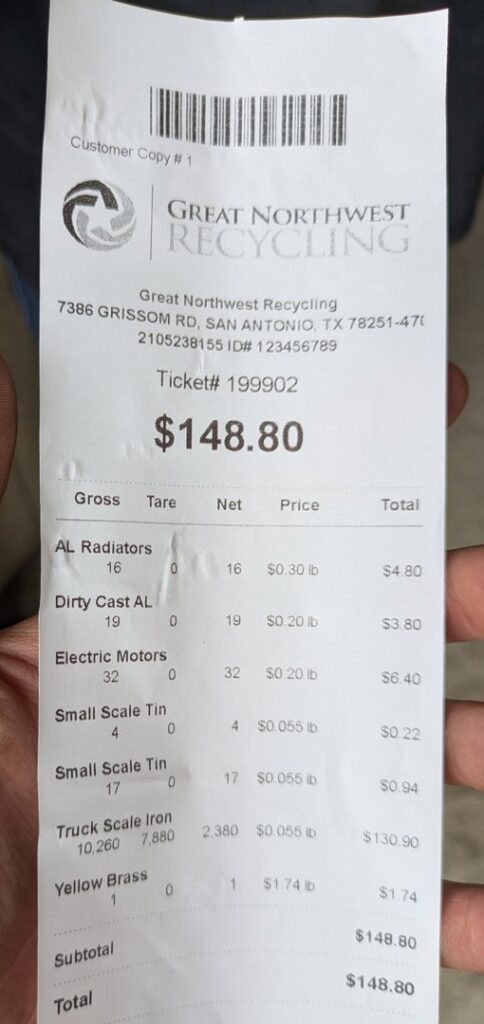 Customer Copy # 1
GREAT NORTHWEST
RECYCLING
Great Northwest Recycling
7386 GRISSOM RD, SAN ANTONIO, TX 78251-470
2105238155 ID# 123456789
Ticket# 199902
$148.80
Gross Tare Net Price Total
AL Radiators
16 0 16 $0.30 lb $4.80
Dirty Cast AL
19 0 19 $0.20 lb $3.80
Electric Motors
32 0 32 $0.20 lb $6.40
Small Scale Tin
4 0 4 $0.055 lb $0.22
Small Scale Tin
17 0 17 $0.055 lb $0.94
Truck Scale Iron
10,260 7,880 2,380 $0.055 lb $130.90
Yellow Brass
1 0 1 $1.74 lb $1.74
Subtotal $148.80
Total $148.80